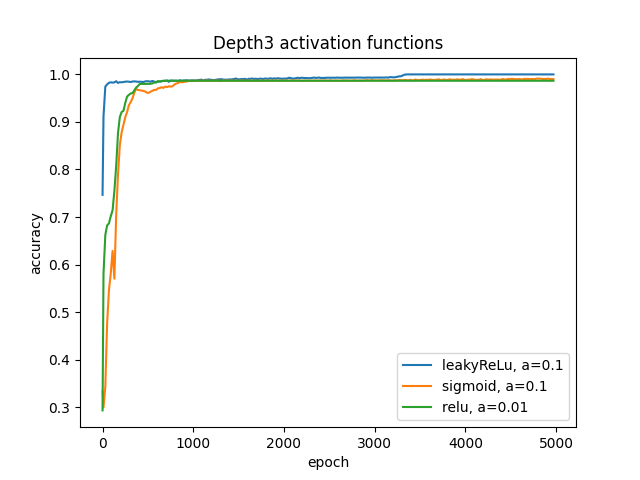 Depth3 activation functions
1.0
0.9
0.8
0.7
0.6
0.5
0.4
0.3
accuracy
leakyReLu, a=0.1
sigmoid, a=0.1
relu, a=0.01
0 1000 2000 3000 4000 5000
epoch